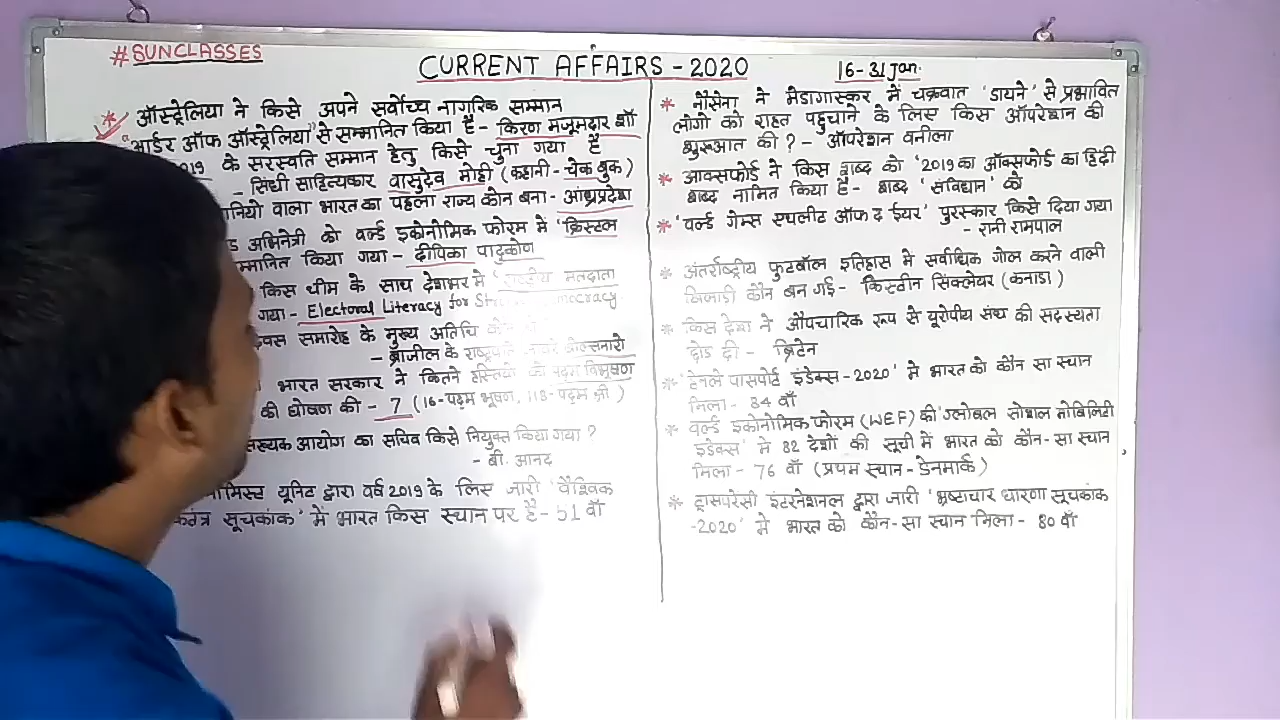 #SUNCLASSES
CURRENT AFFAIRS - 2020
16-31 Jan.
* ऑस्ट्रेलिया ने किसे अपने सर्वोच्च नागरिक सम्मान
"आर्डर ऑफ ऑस्ट्रेलिया" से सम्मानित किया है - किरण मजूमदार शॉ
2019 के सरस्वति सम्मान हेतु किसे चुना गया है
- सिंधी साहित्यकार वासुदेव मोही (कहानी - चेक बुक)
वाला भारत का पहला राज्य कौन बना - आंध्रप्रदेश
अभिनेत्री को वर्ल्ड इकोनोमिक फोरम में 'क्रिस्टल
किया गया - दीपिका पादुकोण
किस थीम के साथ देशभर मे 'राष्ट्रीय मतदाता
गया - Electoral Literacy for
समारोह के मुख्य अतिथि कौन
- ब्राजील के राष्ट्रपति बोल्सनारो
भारत सरकार ने कितने हस्तियो को पद्म विभूषण
की घोषण की - 7 (16-पद्म भूषण, 118-पद्म श्री)
आयोग का सचिव किसे नियुक्त किया गया?
- बी. आनद
यूनिट द्वारा वर्ष 2019 के लिए जारी 'वैश्विक
सूचकांक' में भारत किस स्थान पर है - 51 वाँ
* नौसेना ने मेडागास्कर में चक्रवात 'डायने' से प्रभावित
लोगो को राहत पहुचाने के लिए किस ऑपरेशन की
शुरूआत की ? - ऑपरेशन वनीला
* आक्सफोर्ड ने किस शब्द को '2019 का ऑक्सफोर्ड का हिंदी
शब्द नामित किया है - शब्द 'संविधान' को
* 'वर्ल्ड गेम्स एथलीट ऑफ द ईयर' पुरस्कार किसे दिया गया
- रानी रामपाल
* अंतर्राष्ट्रीय फुटबॉल इतिहास में सर्वाधिक गोल करने वाली
खिलाडी कौन बन गई - क्रिस्टीन सिंक्लेयर (कनाडा)
* किस देश ने औपचारिक रूप से यूरोपीय संघ की सदस्यता
छोड दी - ब्रिटेन
* 'हेनले पासपोर्ट इंडेक्स - 2020' मे भारत को कौन सा स्थान
मिला - 84 वाँ
* वर्ल्ड इकोनोमिक फोरम (WEF) की 'ग्लोबल सोशल मोबिलिटी
इंडेक्स' मे 82 देशों की सूची में भारत को कौन-सा स्थान
मिला - 76 वाँ (प्रथम स्थान - डेनमार्क)
* ट्रासपरेसी इंटरनेशनल द्वारा जारी 'भ्रष्टाचार धारणा सूचकांक
-2020' मे भारत को कौन-सा स्थान मिला - 80 वाँ